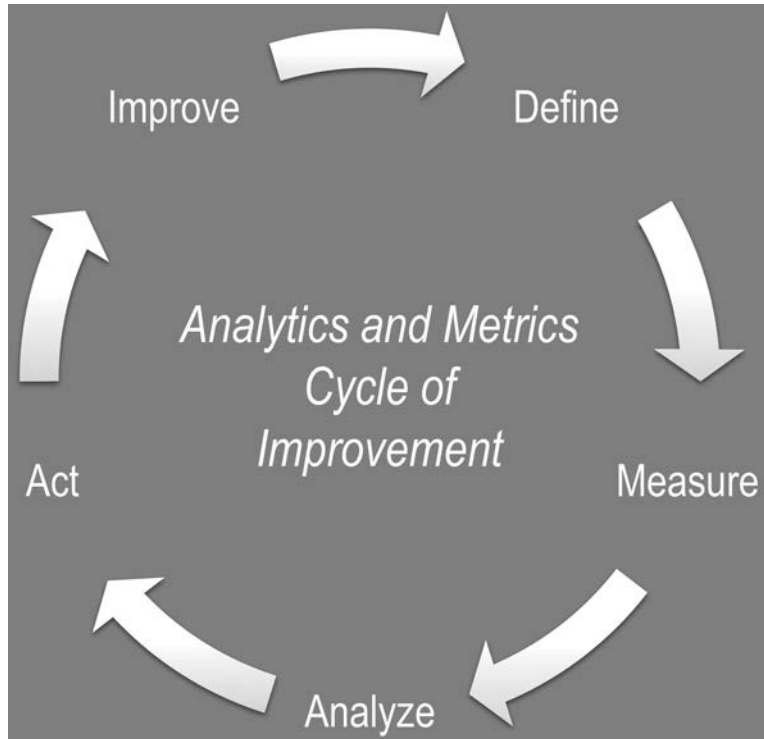 Improve
Define
Analytics and Metrics
Cycle of
Improvement
Act
Measure
Analyze